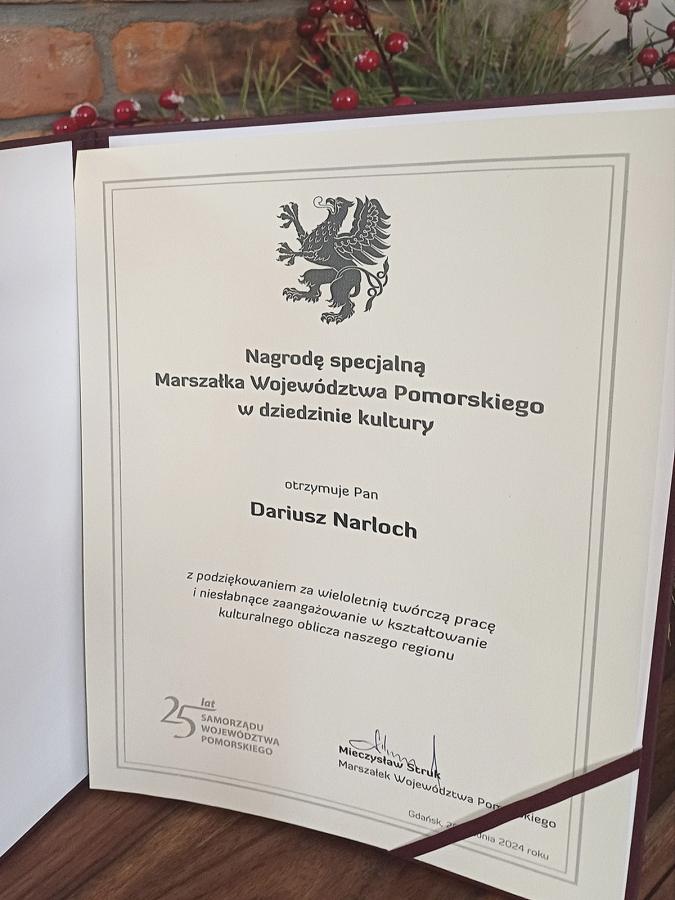 Nagrodę specjalną
Marszałka Województwa Pomorskiego
w dziedzinie kultury
otrzymuje Pan
Dariusz Narloch
z podziękowaniem za wieloletnią twórczą pracę
i niesłabnące zaangażowanie w kształtowanie
kulturalnego oblicza naszego regionu
25 lat
SAMORZĄDU
WOJEWÓDZTWA
POMORSKIEGO
Mieczysław Struk
Marszałek Województwa
Gdańsk, 2024 roku